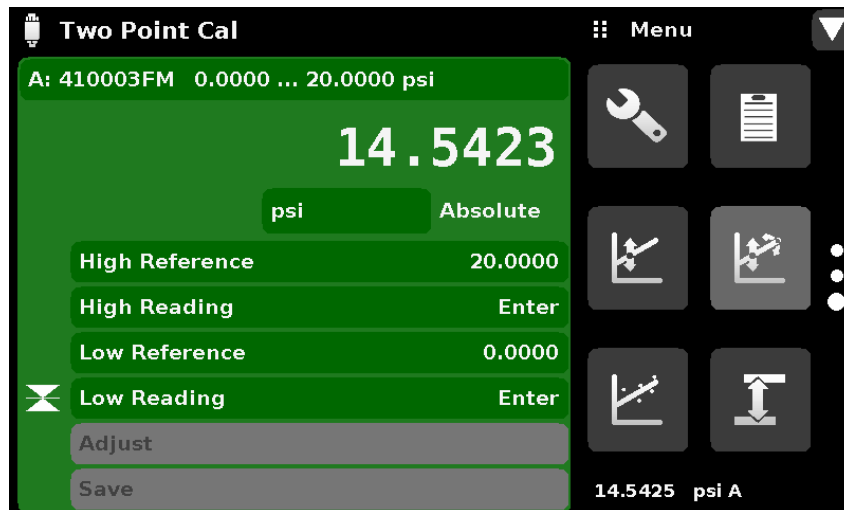 Two Point Cal
Menu
A: 410003FM 0.0000 ... 20.0000 psi
14.5423
psi Absolute
High Reference 20.0000
High Reading Enter
Low Reference 0.0000
Low Reading Enter
Adjust
Save
14.5425 psi A